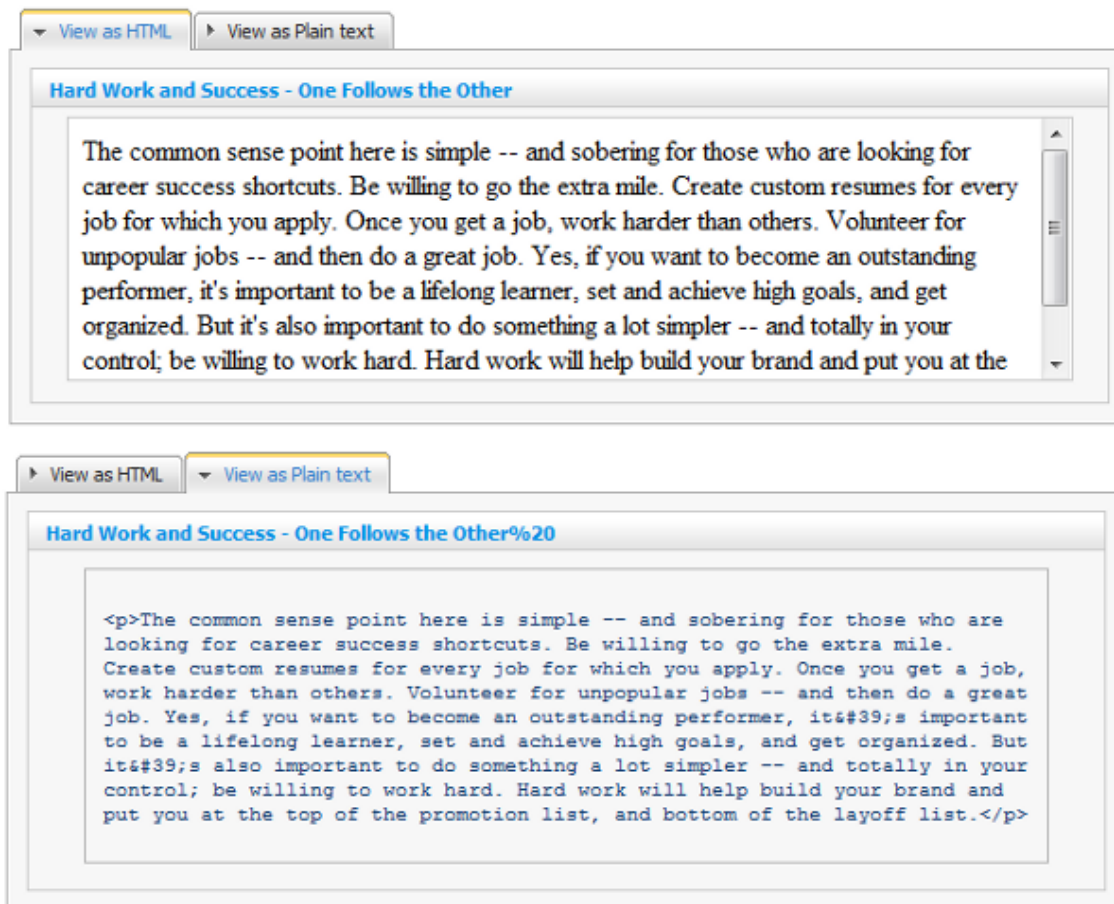 View as HTML View as Plain text
Hard Work and Success - One Follows the Other
The common sense point here is simple -- and sobering for those who are looking for
career success shortcuts. Be willing to go the extra mile. Create custom resumes for every
job for which you apply. Once you get a job, work harder than others. Volunteer for
unpopular jobs -- and then do a great job. Yes, if you want to become an outstanding
performer, it's important to be a lifelong learner, set and achieve high goals, and get
organized. But it's also important to do something a lot simpler -- and totally in your
control; be willing to work hard. Hard work will help build your brand and put you at the
View as HTML View as Plain text
Hard Work and Success - One Follows the Other%20
<p>The common sense point here is simple -- and sobering for those who are
looking for career success shortcuts. Be willing to go the extra mile.
Create custom resumes for every job for which you apply. Once you get a job,
work harder than others. Volunteer for unpopular jobs -- and then do a great
job. Yes, if you want to become an outstanding performer, it&#39;s important
to be a lifelong learner, set and achieve high goals, and get organized. But
it&#39;s also important to do something a lot simpler -- and totally in your
control; be willing to work hard. Hard work will help build your brand and
put you at the top of the promotion list, and bottom of the layoff list.</p>